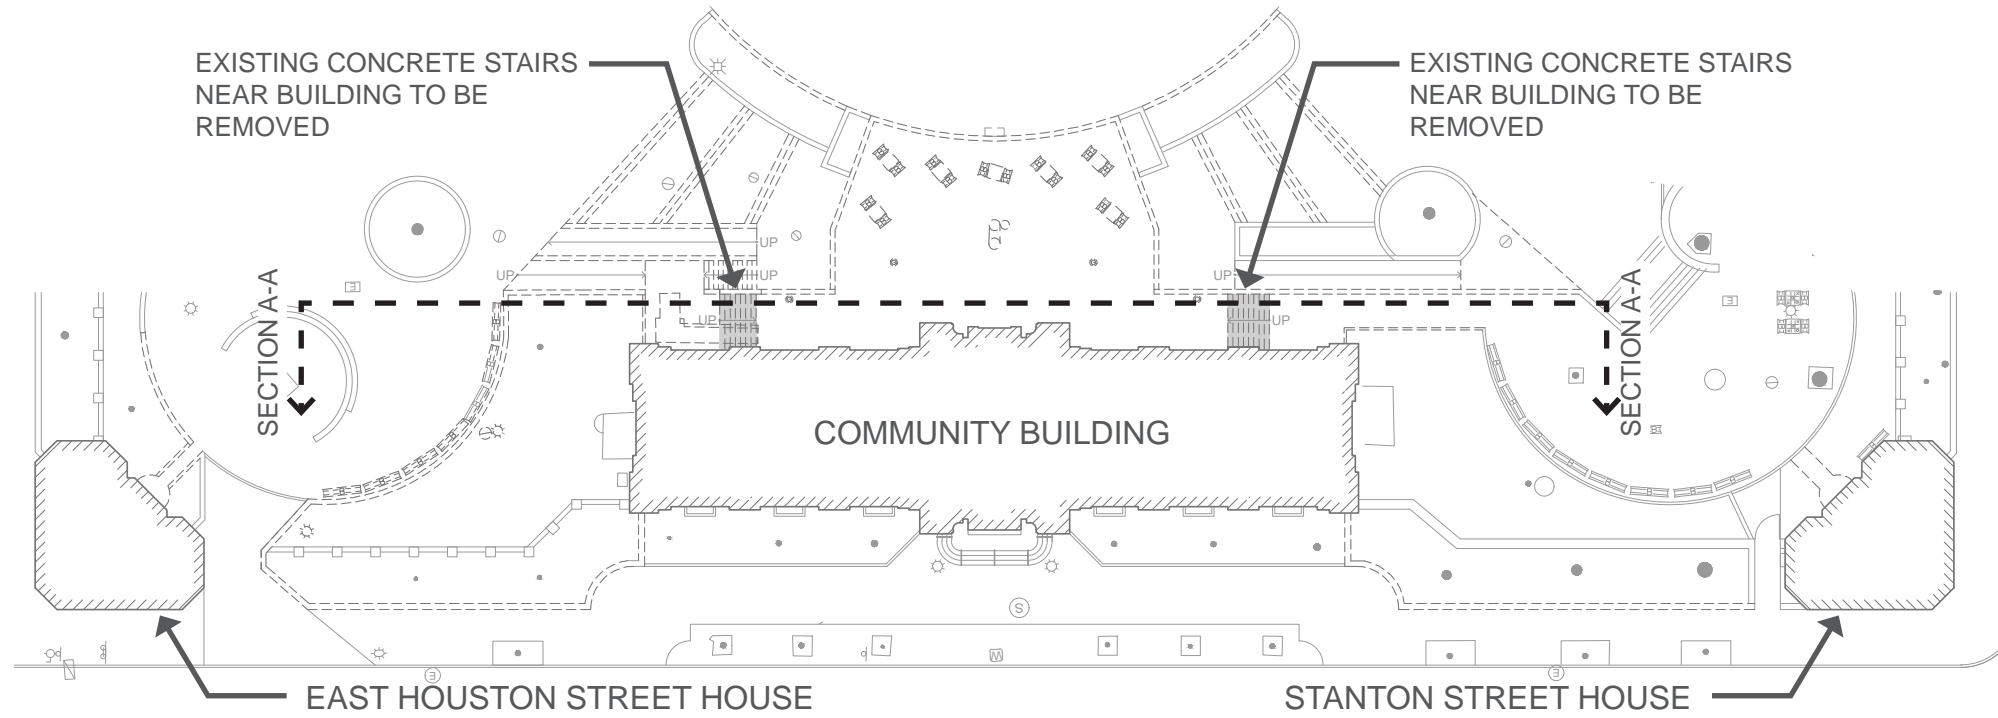 EXISTING CONCRETE STAIRS
NEAR BUILDING TO BE
REMOVED
EXISTING CONCRETE STAIRS
NEAR BUILDING TO BE
REMOVED
UP
UP
UP
UP
UP
UP
SECTION A-A
SECTION A-A
E
E
COMMUNITY BUILDING
S
M
E
E
EAST HOUSTON STREET HOUSE
STANTON STREET HOUSE